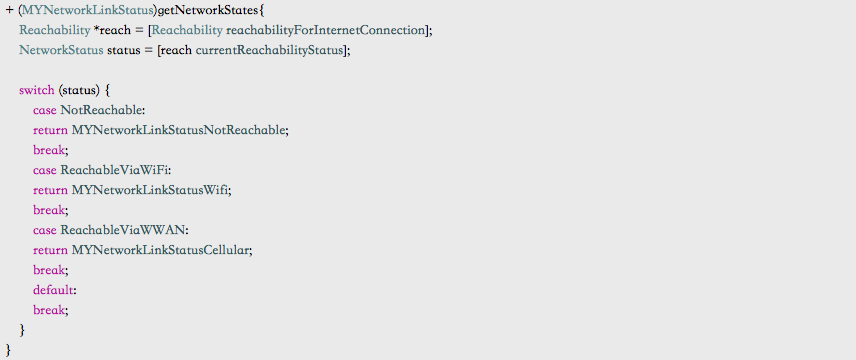 + (MYNetworkLinkStatus)getNetworkStates{
Reachability *reach = [Reachability reachabilityForInternetConnection];
NetworkStatus status = [reach currentReachabilityStatus];
switch (status) {
case NotReachable:
return MYNetworkLinkStatusNotReachable;
break;
case ReachableViaWiFi:
return MYNetworkLinkStatusWifi;
break;
case ReachableViaWWAN:
return MYNetworkLinkStatusCellular;
break;
default:
break;
}
}